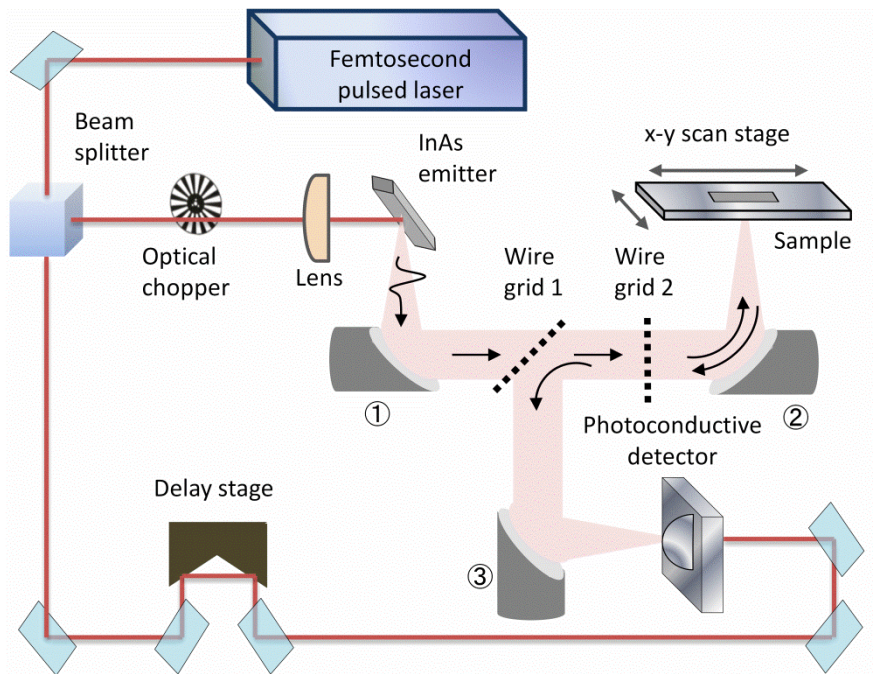 Femtosecond
pulsed laser
Beam
splitter
InAs
emitter
x-y scan stage
Optical
chopper
Lens
Wire
grid 1
Wire
grid 2
Sample
①
②
Photoconductive
detector
Delay stage
③